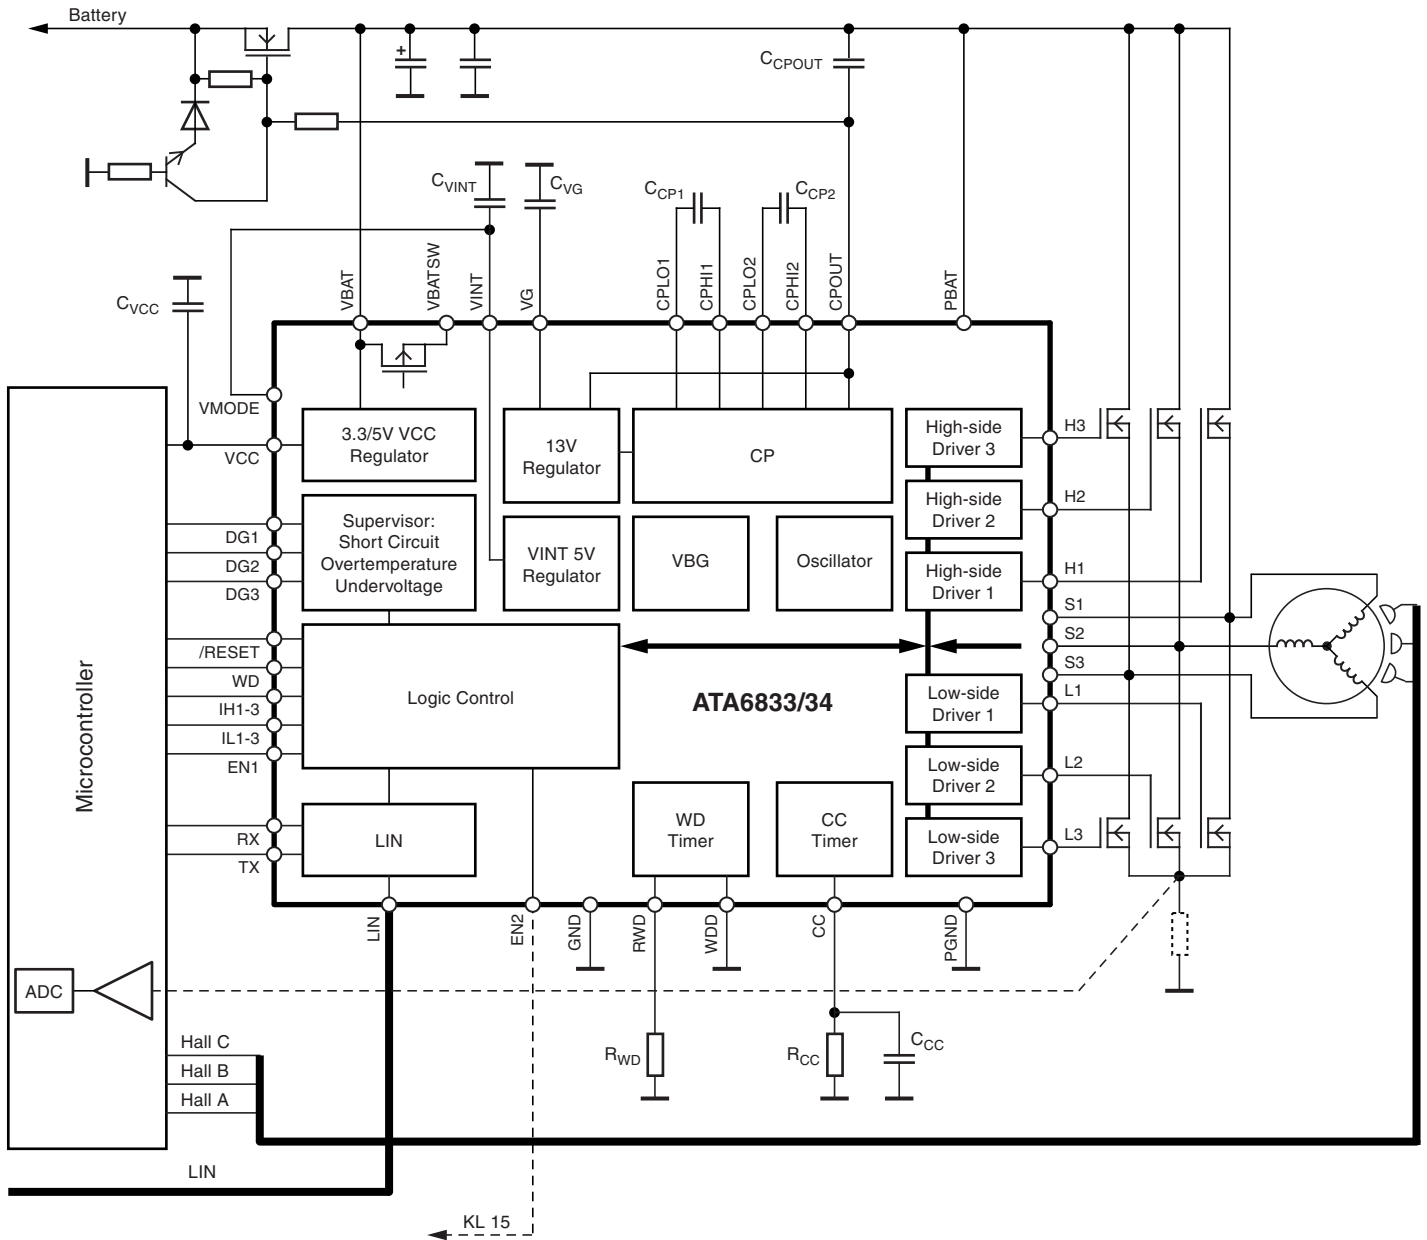 Battery
+
CCPOUT
CVINT
CVG
CCP1
CCP2
CVCC
VBAT
VBATSW
VINT
VG
CPLO1
CPHI1
CPLO2
CPHI2
CPOUT
PBAT
VMODE
VCC
DG1
DG2
DG3
/RESET
WD
IH1-3
IL1-3
EN1
RX
TX
Microcontroller
3.3/5V VCC
Regulator
13V
Regulator
CP
Supervisor:
Short Circuit
Overtemperature
Undervoltage
VINT 5V
Regulator
VBG
Oscillator
High-side
Driver 3
High-side
Driver 2
High-side
Driver 1
H3
H2
H1
S1
S2
S3
L1
L2
L3
Logic Control
ATA6833/34
Low-side
Driver 1
Low-side
Driver 2
Low-side
Driver 3
LIN
WD
Timer
CC
Timer
LIN
EN2
GND
RWD
WDD
CC
PGND
ADC
Hall C
Hall B
Hall A
RWD
RCC
CCC
LIN
KL 15